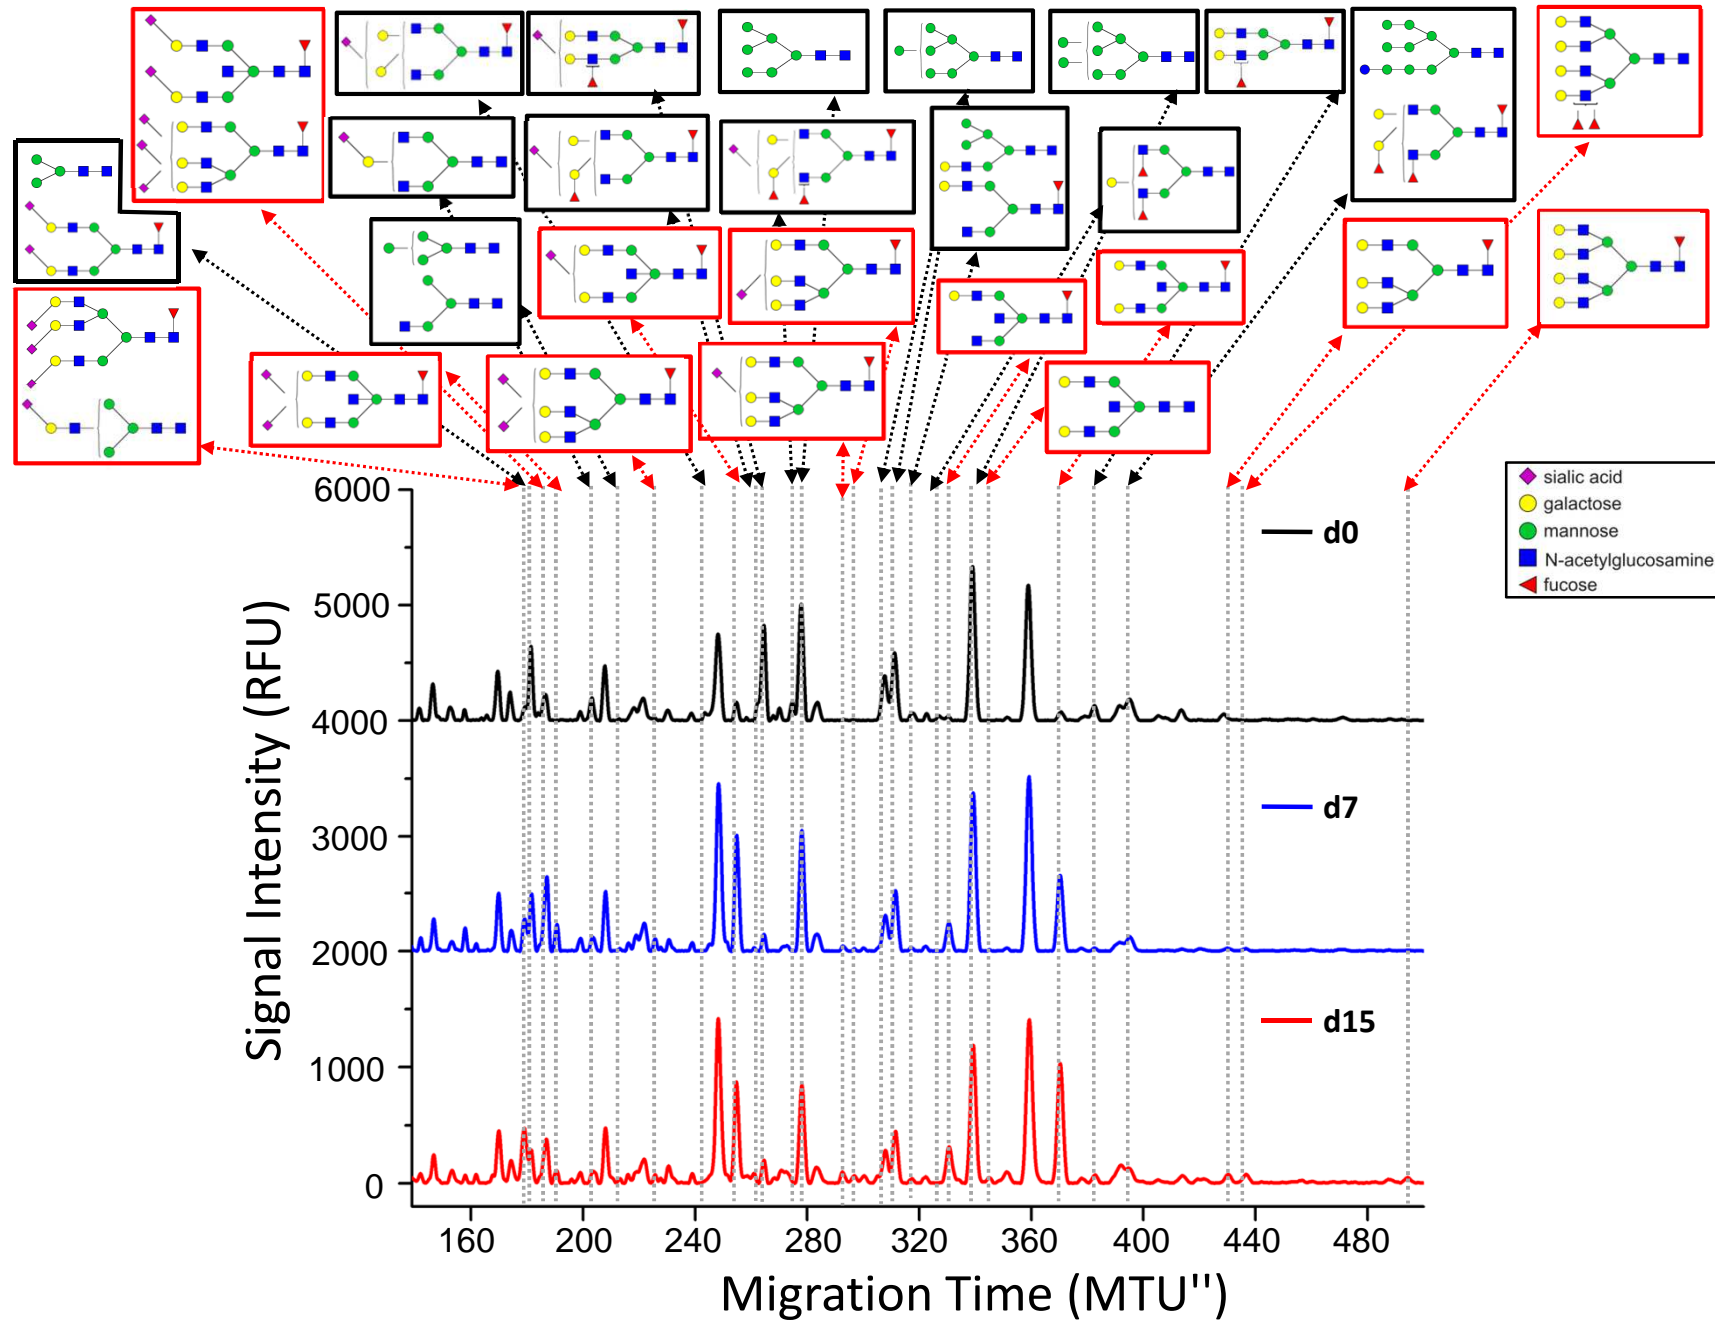 sialic acid
galactose
mannose
N-acetylglucosamine
fucose
6000
5000
4000
3000
2000
1000
0
Signal Intensity (RFU)
d0
d7
d15
160 200 240 280 320 360 400 440 480
Migration Time (MTU'')